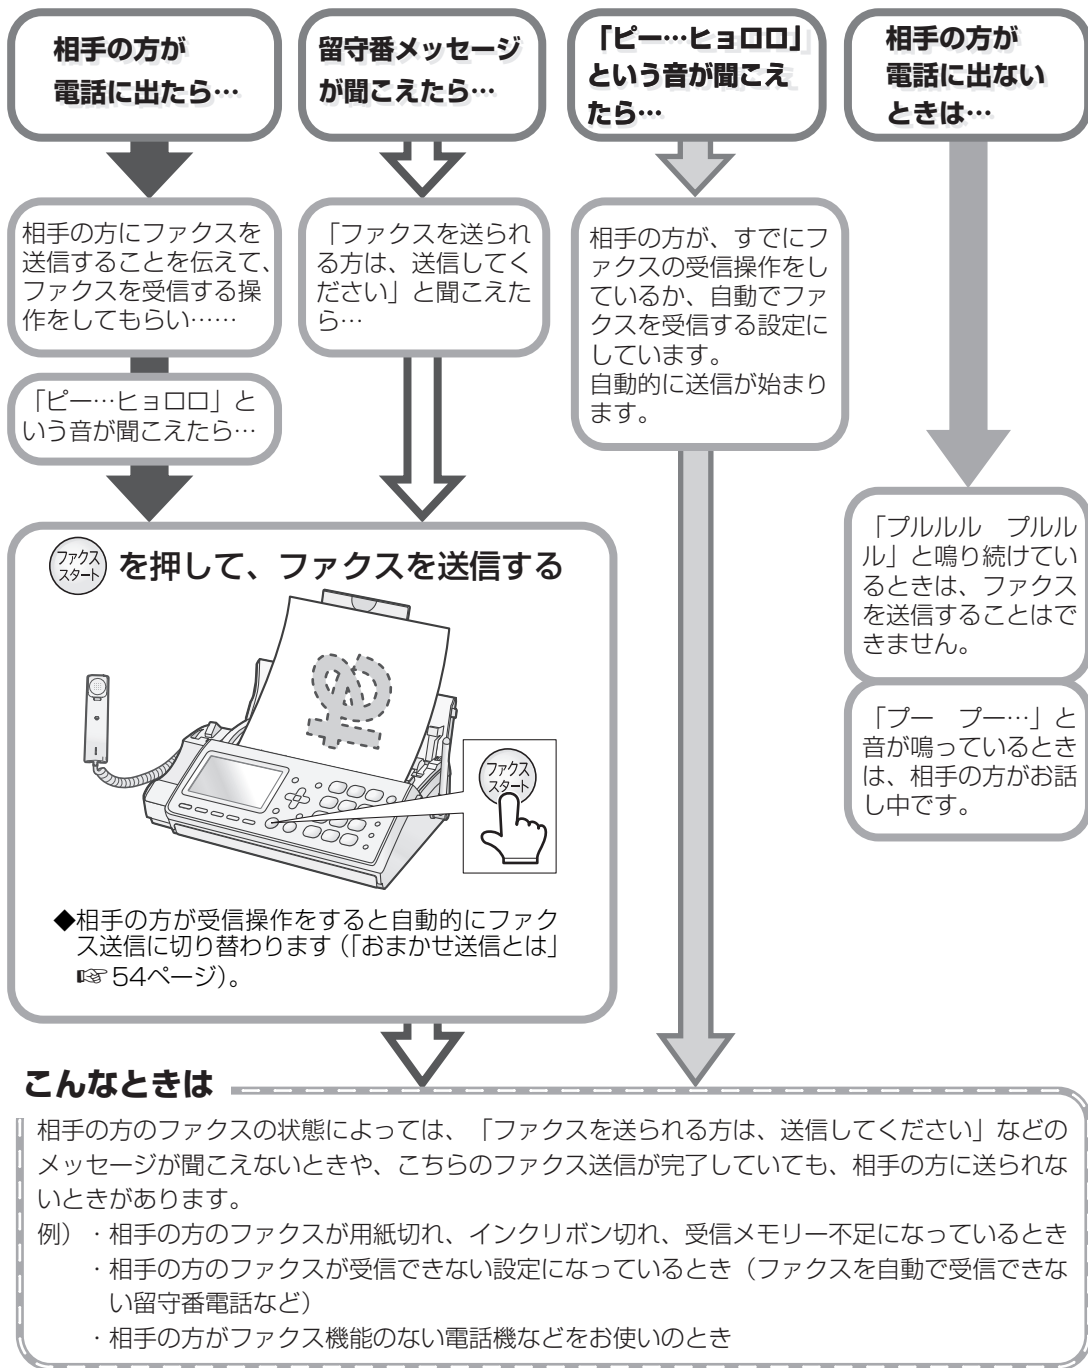 相手の方が
電話に出たら…
留守番メッセージ
が聞こえたら…
「ピー…ヒョロロ」
という音が聞こえ
たら…
相手の方が
電話に出ない
ときは…
相手の方にファクスを
送信することを伝えて、
ファクスを受信する操
作をしてもらい……
「ピー…ヒョロロ」と
いう音が聞こえたら…
「ファクスを送られ
る方は、送信してく
ださい」と聞こえた
ら…
相手の方が、すでにフ
ァクスの受信操作をし
ているか、自動でファ
クスを受信する設定に
しています。
自動的に送信が始まり
ます。
「プルルル　プルル
ル」と鳴り続けてい
るときは、ファクス
を送信することはで
きません。
「プー　プー…」と
音が鳴っているとき
は、相手の方がお話
し中です。
ファクス
スタート
を押して、ファクスを送信する
ファクス
スタート
◆相手の方が受信操作をすると自動的にファク
ス送信に切り替わります（「おまかせ送信とは」
☞54ページ）。
こんなときは
相手の方のファクスの状態によっては、「ファクスを送られる方は、送信してください」などの
メッセージが聞こえないときや、こちらのファクス送信が完了していても、相手の方に送られな
いときがあります。
例）・相手の方のファクスが用紙切れ、インクリボン切れ、受信メモリー不足になっているとき
・相手の方のファクスが受信できない設定になっているとき（ファクスを自動で受信できな
い留守番電話など）
・相手の方がファクス機能のない電話機などをお使いのとき